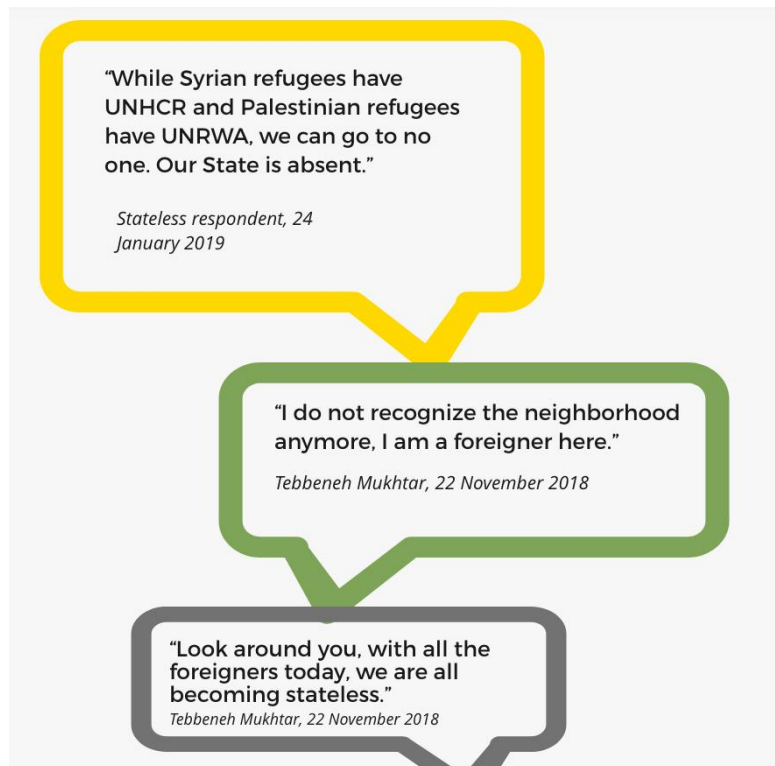 “While Syrian refugees have
UNHCR and Palestinian refugees
have UNRWA, we can go to no
one. Our State is absent.”
Stateless respondent, 24
January 2019
“I do not recognize the neighborhood
anymore, I am a foreigner here.”
Tebbeneh Mukhtar, 22 November 2018
“Look around you, with all the
foreigners today, we are all
becoming stateless.”
Tebbeneh Mukhtar, 22 November 2018